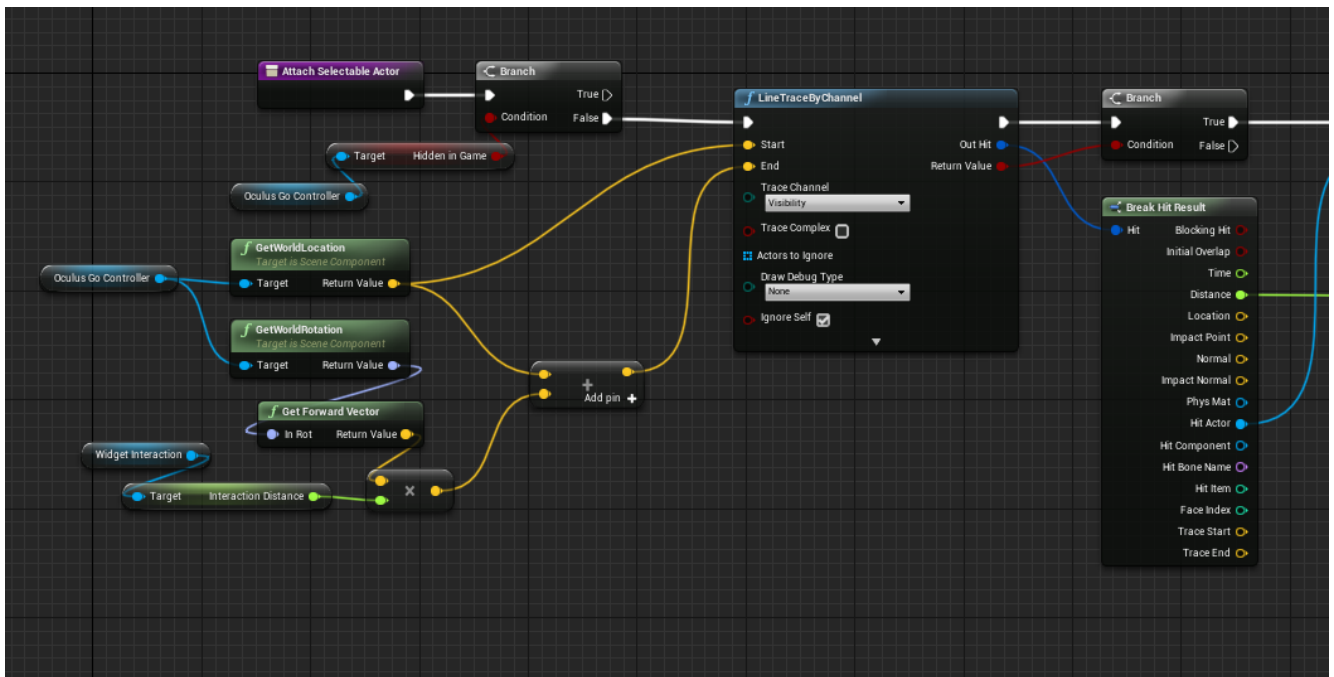 Attach Selectable Actor
Branch
True
Condition
False
Target
Hidden in Game
Oculus Go Controller
Oculus Go Controller
f GetWorldLocation
Target is Scene Component
Target
Return Value
f GetWorldRotation
Target is Scene Component
Target
Return Value
f Get Forward Vector
In Rot
Return Value
Widget Interaction
Target
Interaction Distance
×
+
Add pin +
f LineTraceByChannel
Start
Out Hit
End
Return Value
Trace Channel
Visibility
Trace Complex
Actors to Ignore
Draw Debug Type
None
Ignore Self
Branch
True
Condition
False
Break Hit Result
Hit
Blocking Hit
Initial Overlap
Time
Distance
Location
Impact Point
Normal
Impact Normal
Phys Mat
Hit Actor
Hit Component
Hit Bone Name
Hit Item
Face Index
Trace Start
Trace End